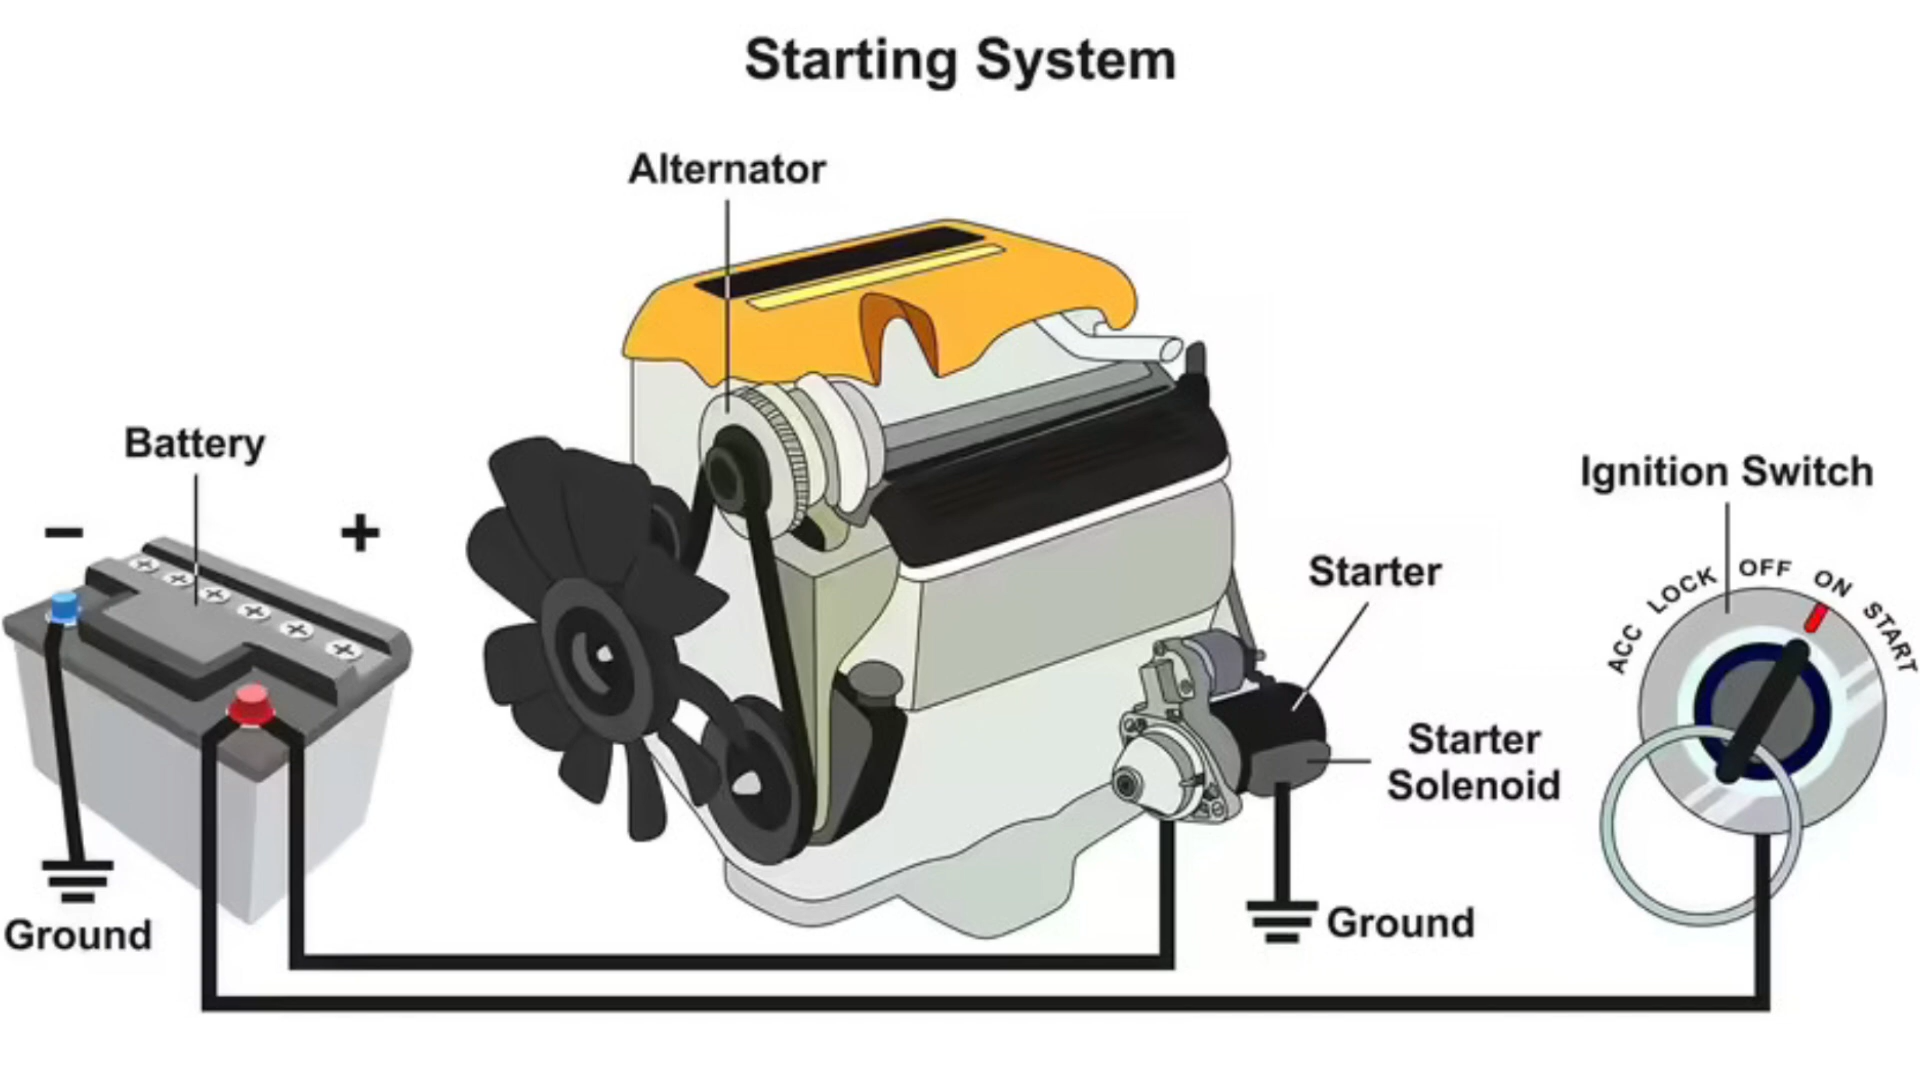 Starting System
Alternator
Battery
− +
Ignition Switch
ACC LOCK OFF ON START
Starter
Starter
Solenoid
Ground
Ground